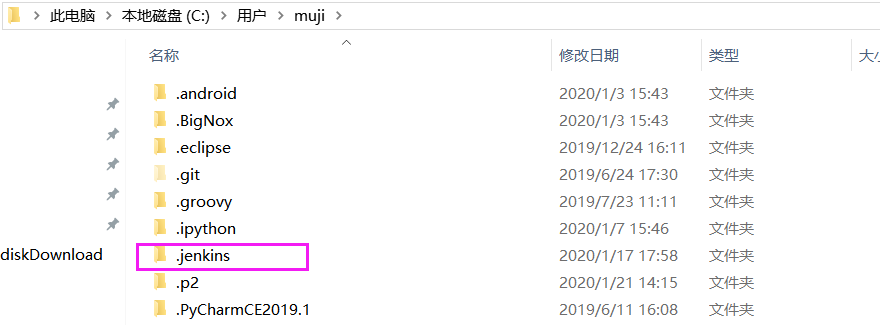 此电脑 > 本地磁盘 (C:) > 用户 > muji >
名称 修改日期 类型 大小
.android 2020/1/3 15:43 文件夹
.BigNox 2020/1/3 15:43 文件夹
.eclipse 2019/12/24 16:11 文件夹
.git 2019/6/24 17:30 文件夹
.groovy 2019/7/23 11:11 文件夹
.ipython 2020/1/7 15:46 文件夹
diskDownload .jenkins 2020/1/17 17:58 文件夹
.p2 2020/1/21 14:15 文件夹
.PyCharmCE2019.1 2019/6/11 16:08 文件夹